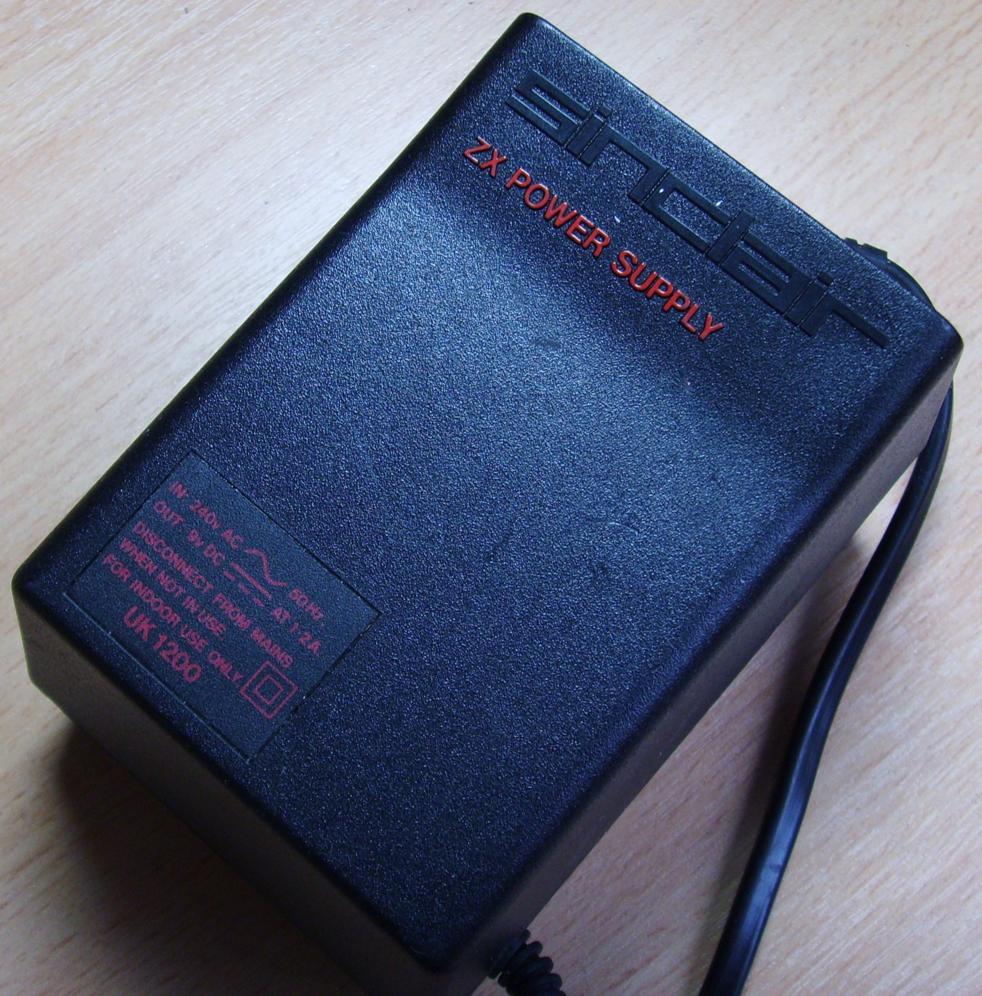 sinclair
ZX POWER SUPPLY
IN 240v AC 50 HZ.
OUT 9v DC AT 1·2A
DISCONNECT FROM MAINS
WHEN NOT IN USE
FOR INDOOR USE ONLY
UK 1200